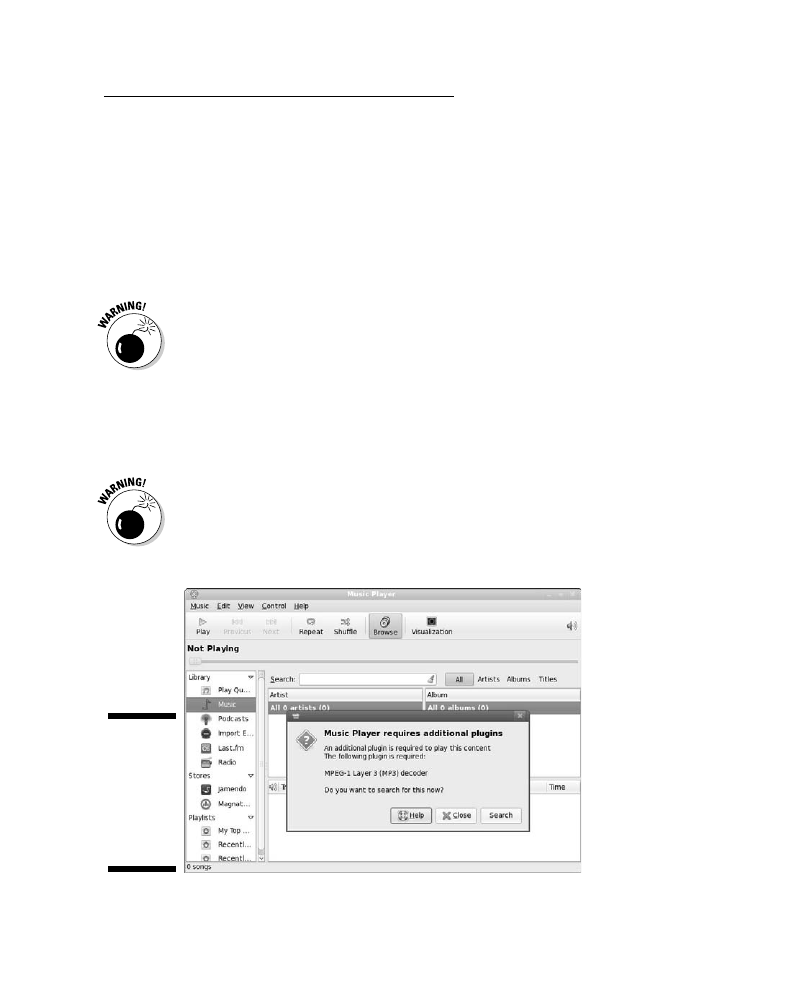 WARNING!
WARNING!
Music Player
Music Edit View Control Help
Play Previous Next Repeat Shuffle Browse Visualization
Not Playing
Library
Play Qu...
Music
Podcasts
Import E...
Last.fm
Radio
Stores
Jamendo
Magnat...
Playlists
My Top ...
Recentl...
Recentl...
Search: All Artists Albums Titles
Artist Album
All 0 artists (0) All 0 albums (0)
Music Player requires additional plugins
An additional plugin is required to play this content
The following plugin is required:
MPEG-1 Layer 3 (MP3) decoder
Do you want to search for this now?
Help Close Search
Time
0 songs